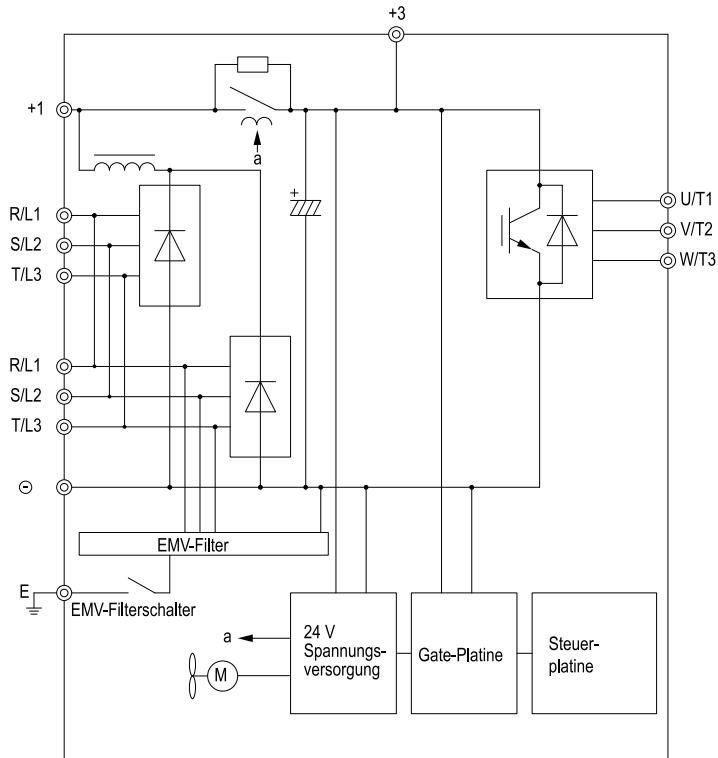 +3
+1
a
+
R/L1
S/L2
T/L3
U/T1
V/T2
W/T3
R/L1
S/L2
T/L3
⊖
EMV-Filter
E
EMV-Filterschalter
a
M
24 V
Spannungs-
versorgung
Gate-Platine
Steuer-
platine